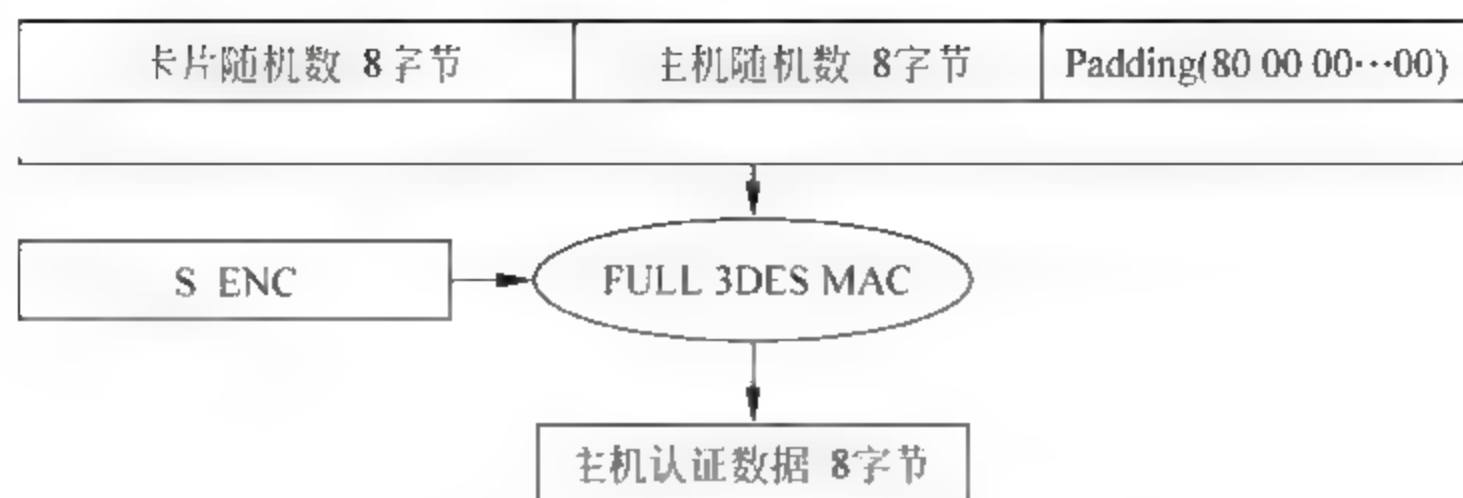 卡片随机数 8字节
主机随机数 8字节
Padding(80 00 00…00)
S ENC
FULL 3DES MAC
主机认证数据 8字节